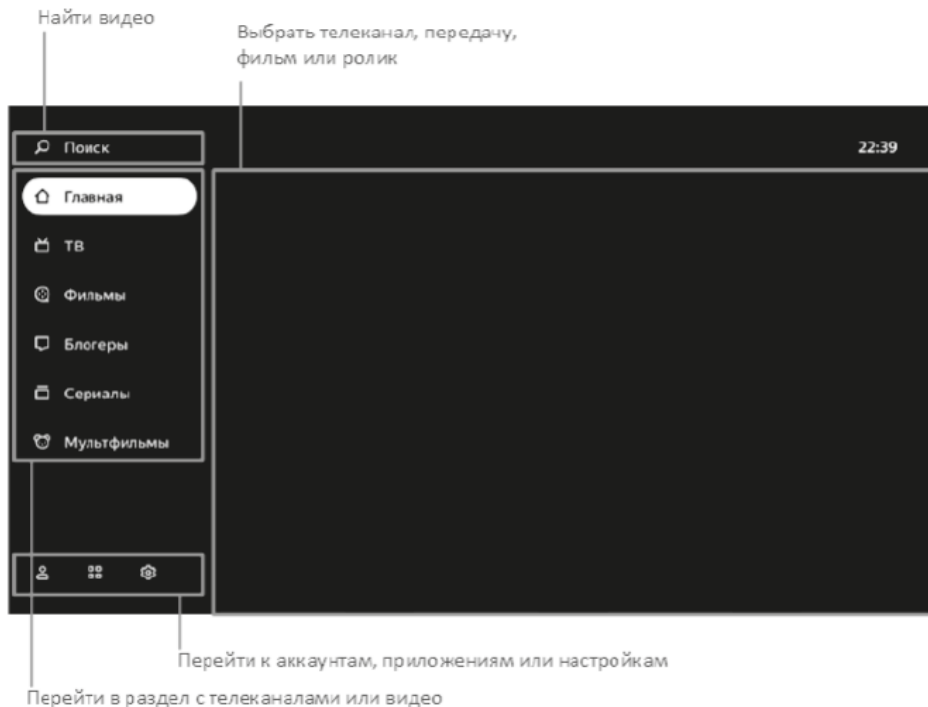 Найти видео
Выбрать телеканал, передачу,
фильм или ролик
Поиск
22:39
Главная
ТВ
Фильмы
Блогеры
Сериалы
Мультфильмы
Перейти к аккаунтам, приложениям или настройкам
Перейти в раздел с телеканалами или видео